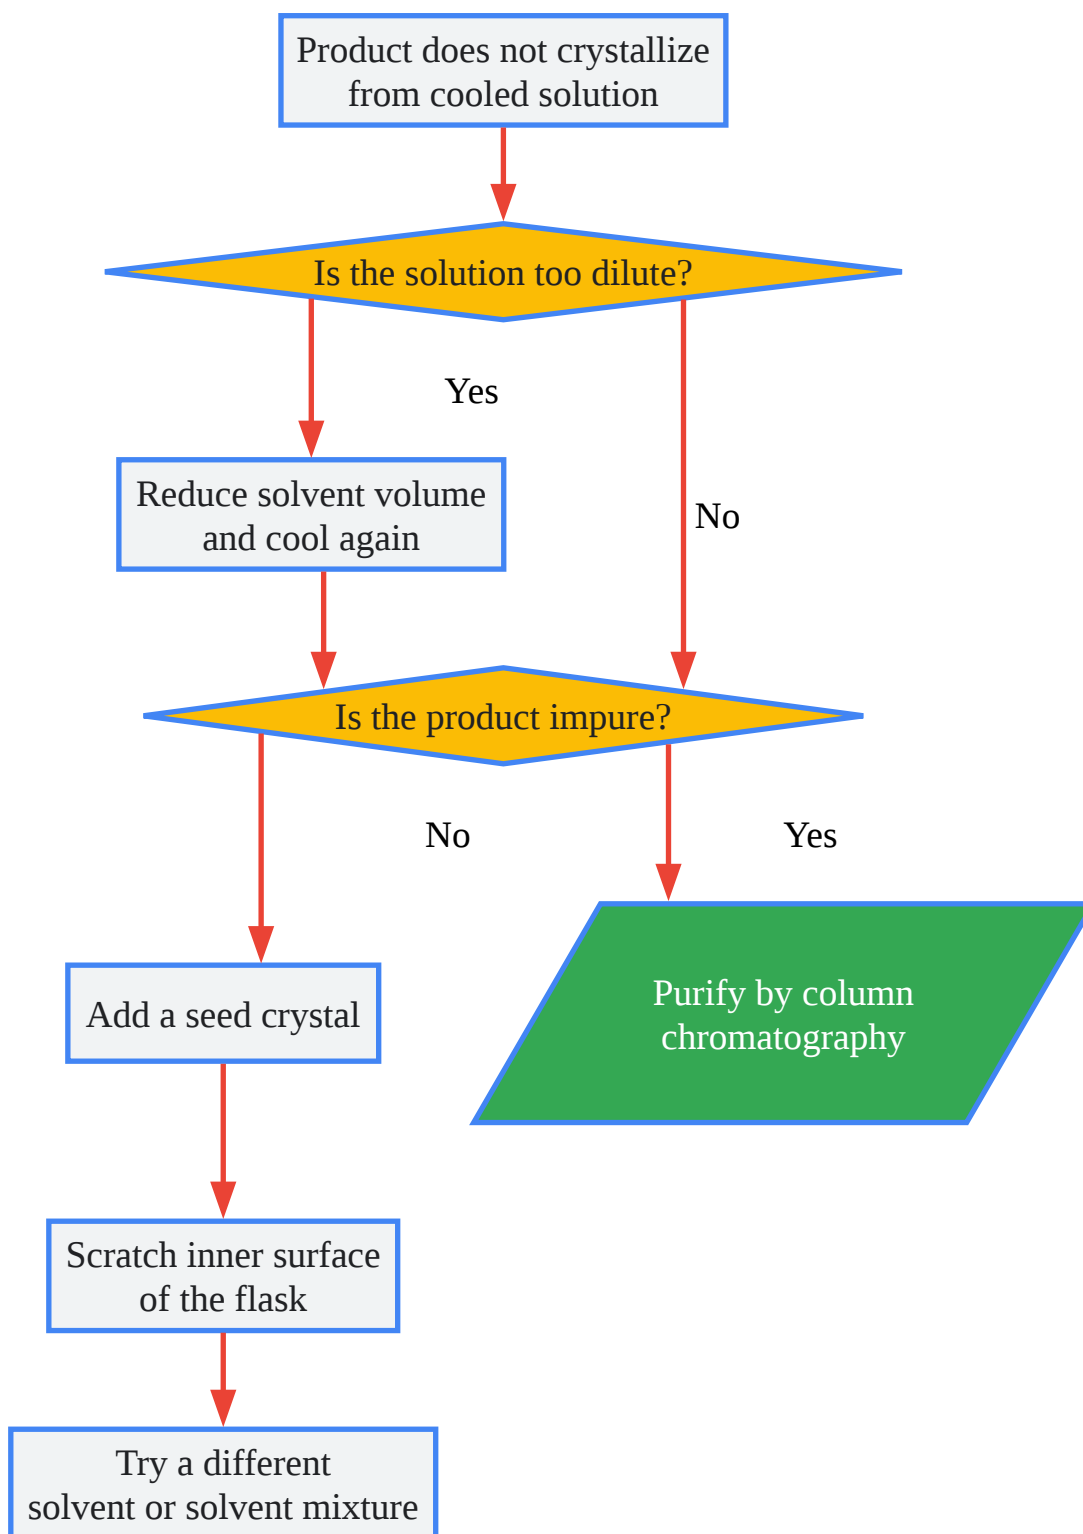 Product does not crystallize
from cooled solution
Is the solution too dilute?
Yes
Reduce solvent volume
and cool again
No
Is the product impure?
No
Yes
Purify by column
chromatography
Add a seed crystal
Scratch inner surface
of the flask
Try a different
solvent or solvent mixture